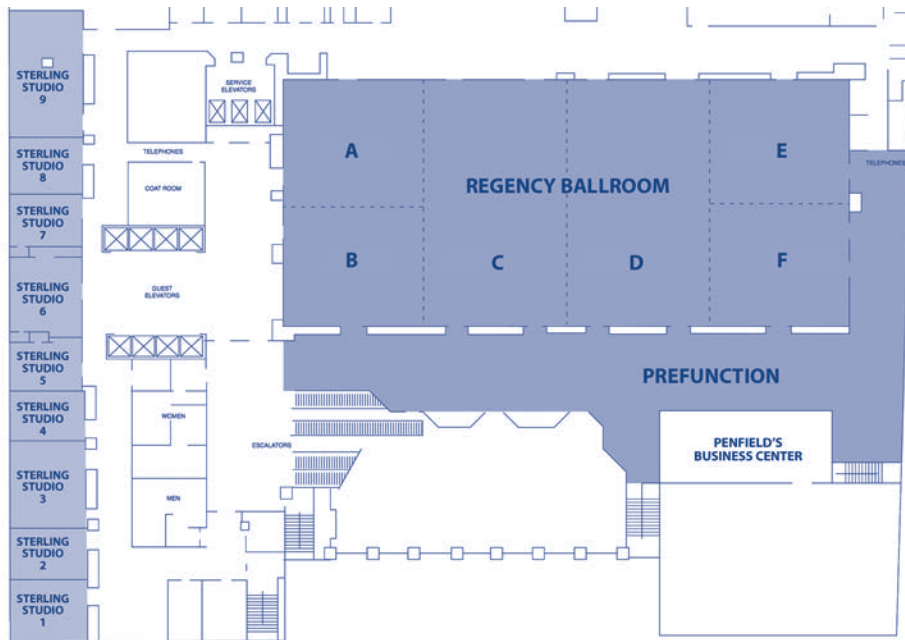 STERLING
STUDIO
9
SERVICE
ELEVATORS
TELEPHONES
COAT ROOM
STERLING
STUDIO
8
STERLING
STUDIO
7
GUEST
ELEVATORS
STERLING
STUDIO
6
STERLING
STUDIO
5
STERLING
STUDIO
4
WOMEN
ESCALATORS
STERLING
STUDIO
3
MEN
STERLING
STUDIO
2
STERLING
STUDIO
1
A
E
TELEPHONES
REGENCY BALLROOM
B
C
D
F
PREFUNCTION
PENFIELD'S
BUSINESS CENTER